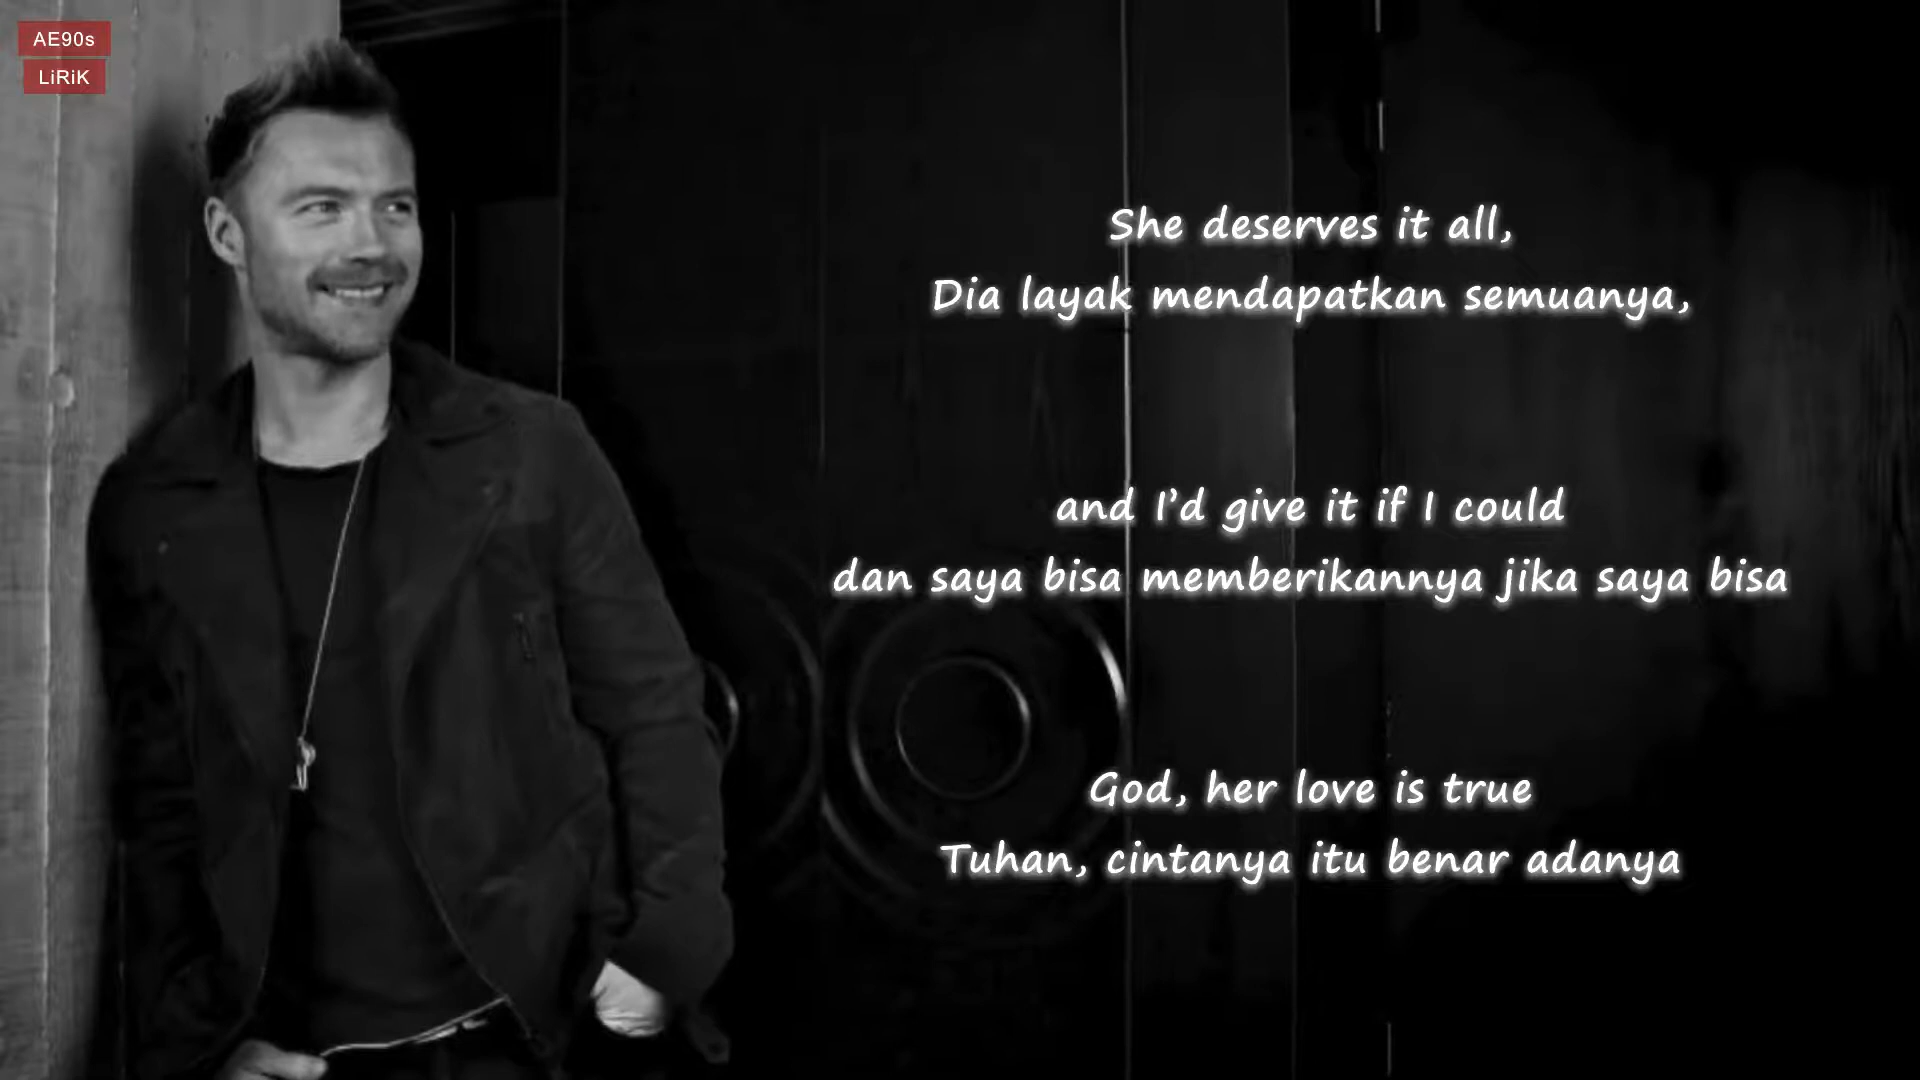 AE90s
LiRiK
She deserves it all,
Dia layak mendapatkan semuanya,
and I'd give it if I could
dan saya bisa memberikannya jika saya bisa
God, her love is true
Tuhan, cintanya itu benar adanya